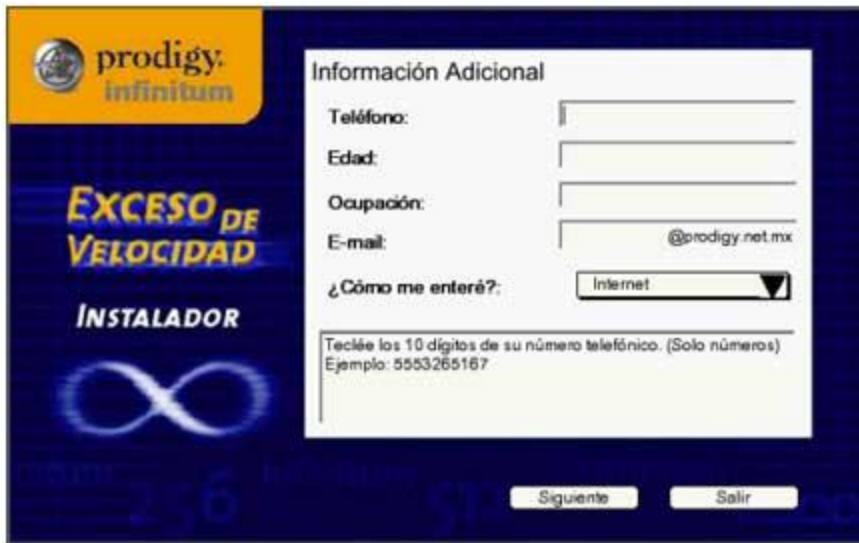 prodigy.
infinitum
EXCESO DE
VELOCIDAD
INSTALADOR
Información Adicional
Teléfono:
Edad:
Ocupación:
E-mail: @prodigy.net.mx
¿Cómo me enteré?: Internet
Teclée los 10 dígitos de su número telefónico. (Solo números)
Ejemplo: 5553265167
256
Siguiente Salir